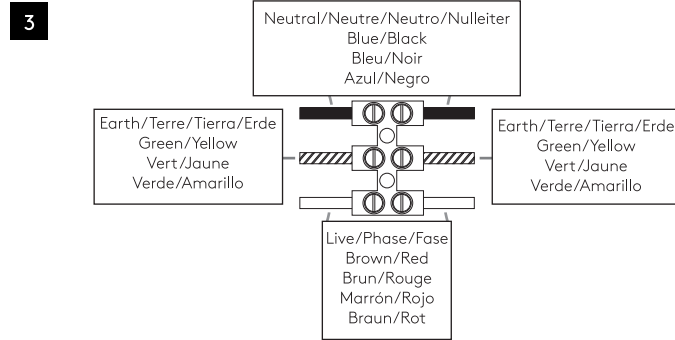 3
Neutral/Neutre/Neutro/Nulleiter
Blue/Black
Bleu/Noir
Azul/Negro
Earth/Terre/Tierra/Erde
Green/Yellow
Vert/Jaune
Verde/Amarillo
Earth/Terre/Tierra/Erde
Green/Yellow
Vert/Jaune
Verde/Amarillo
Live/Phase/Fase
Brown/Red
Brun/Rouge
Marrón/Rojo
Braun/Rot